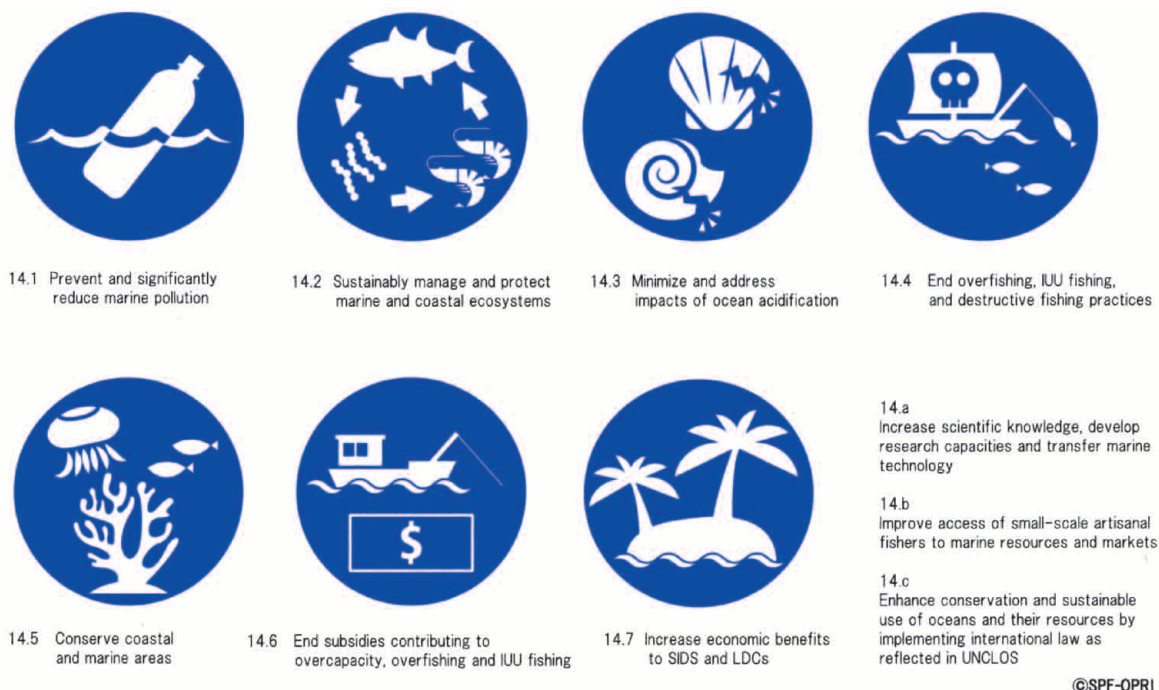 14.1 Prevent and significantly
reduce marine pollution
14.2 Sustainably manage and protect
marine and coastal ecosystems
14.3 Minimize and address
impacts of ocean acidification
14.4 End overfishing, IUU fishing,
and destructive fishing practices
$
14.5 Conserve coastal
and marine areas
14.6 End subsidies contributing to
overcapacity, overfishing and IUU fishing
14.7 Increase economic benefits
to SIDS and LDCs
14.a
Increase scientific knowledge, develop
research capacities and transfer marine
technology
14.b
Improve access of small-scale artisanal
fishers to marine resources and markets
14.c
Enhance conservation and sustainable
use of oceans and their resources by
implementing international law as
reflected in UNCLOS
©SPF-OPRI